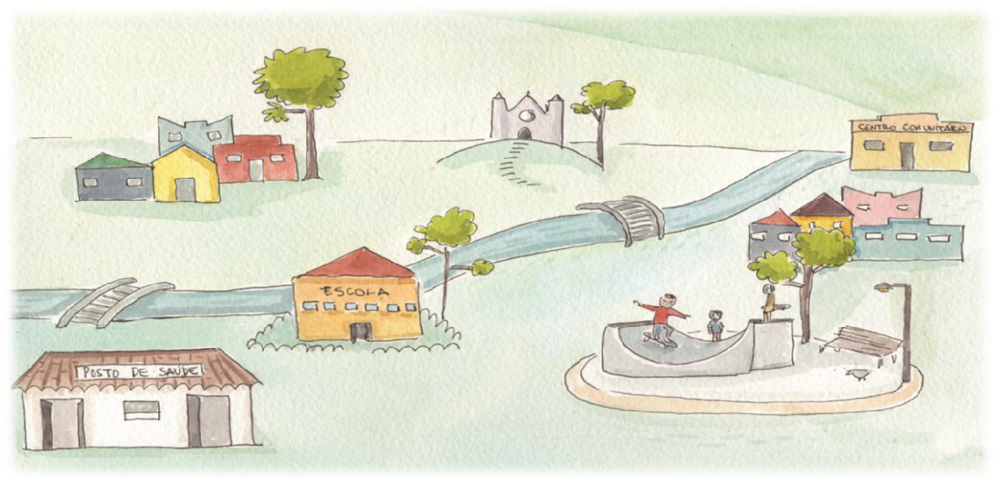 CENTRO COMUNITÁRIO
ESCOLA
POSTO DE SAÚDE